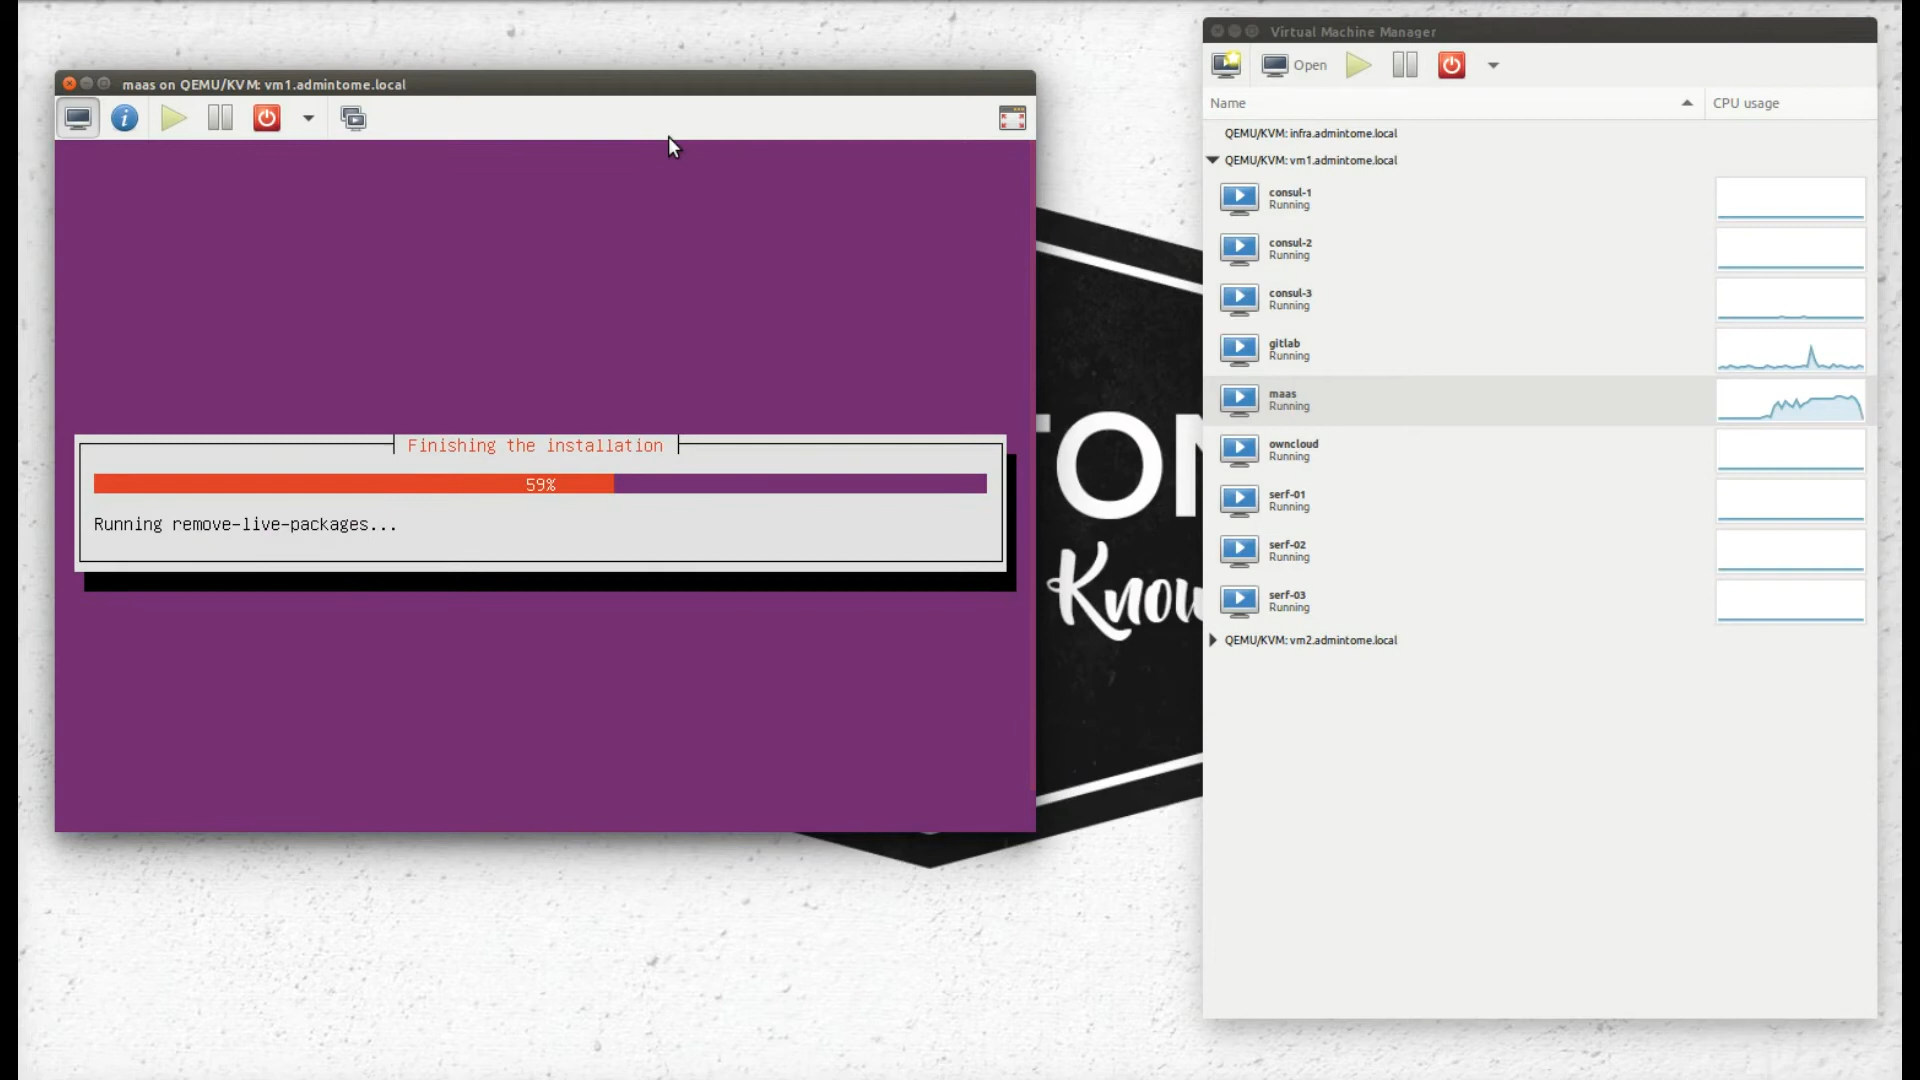 maas on QEMU/KVM: vm1.admintome.local
Finishing the installation
59%
Running remove-live-packages...
Virtual Machine Manager
Open
Name
CPU usage
QEMU/KVM: infra.admintome.local
QEMU/KVM: vm1.admintome.local
consul-1
Running
consul-2
Running
consul-3
Running
gitlab
Running
maas
Running
owncloud
Running
serf-01
Running
serf-02
Running
serf-03
Running
QEMU/KVM: vm2.admintome.local
TO
Know